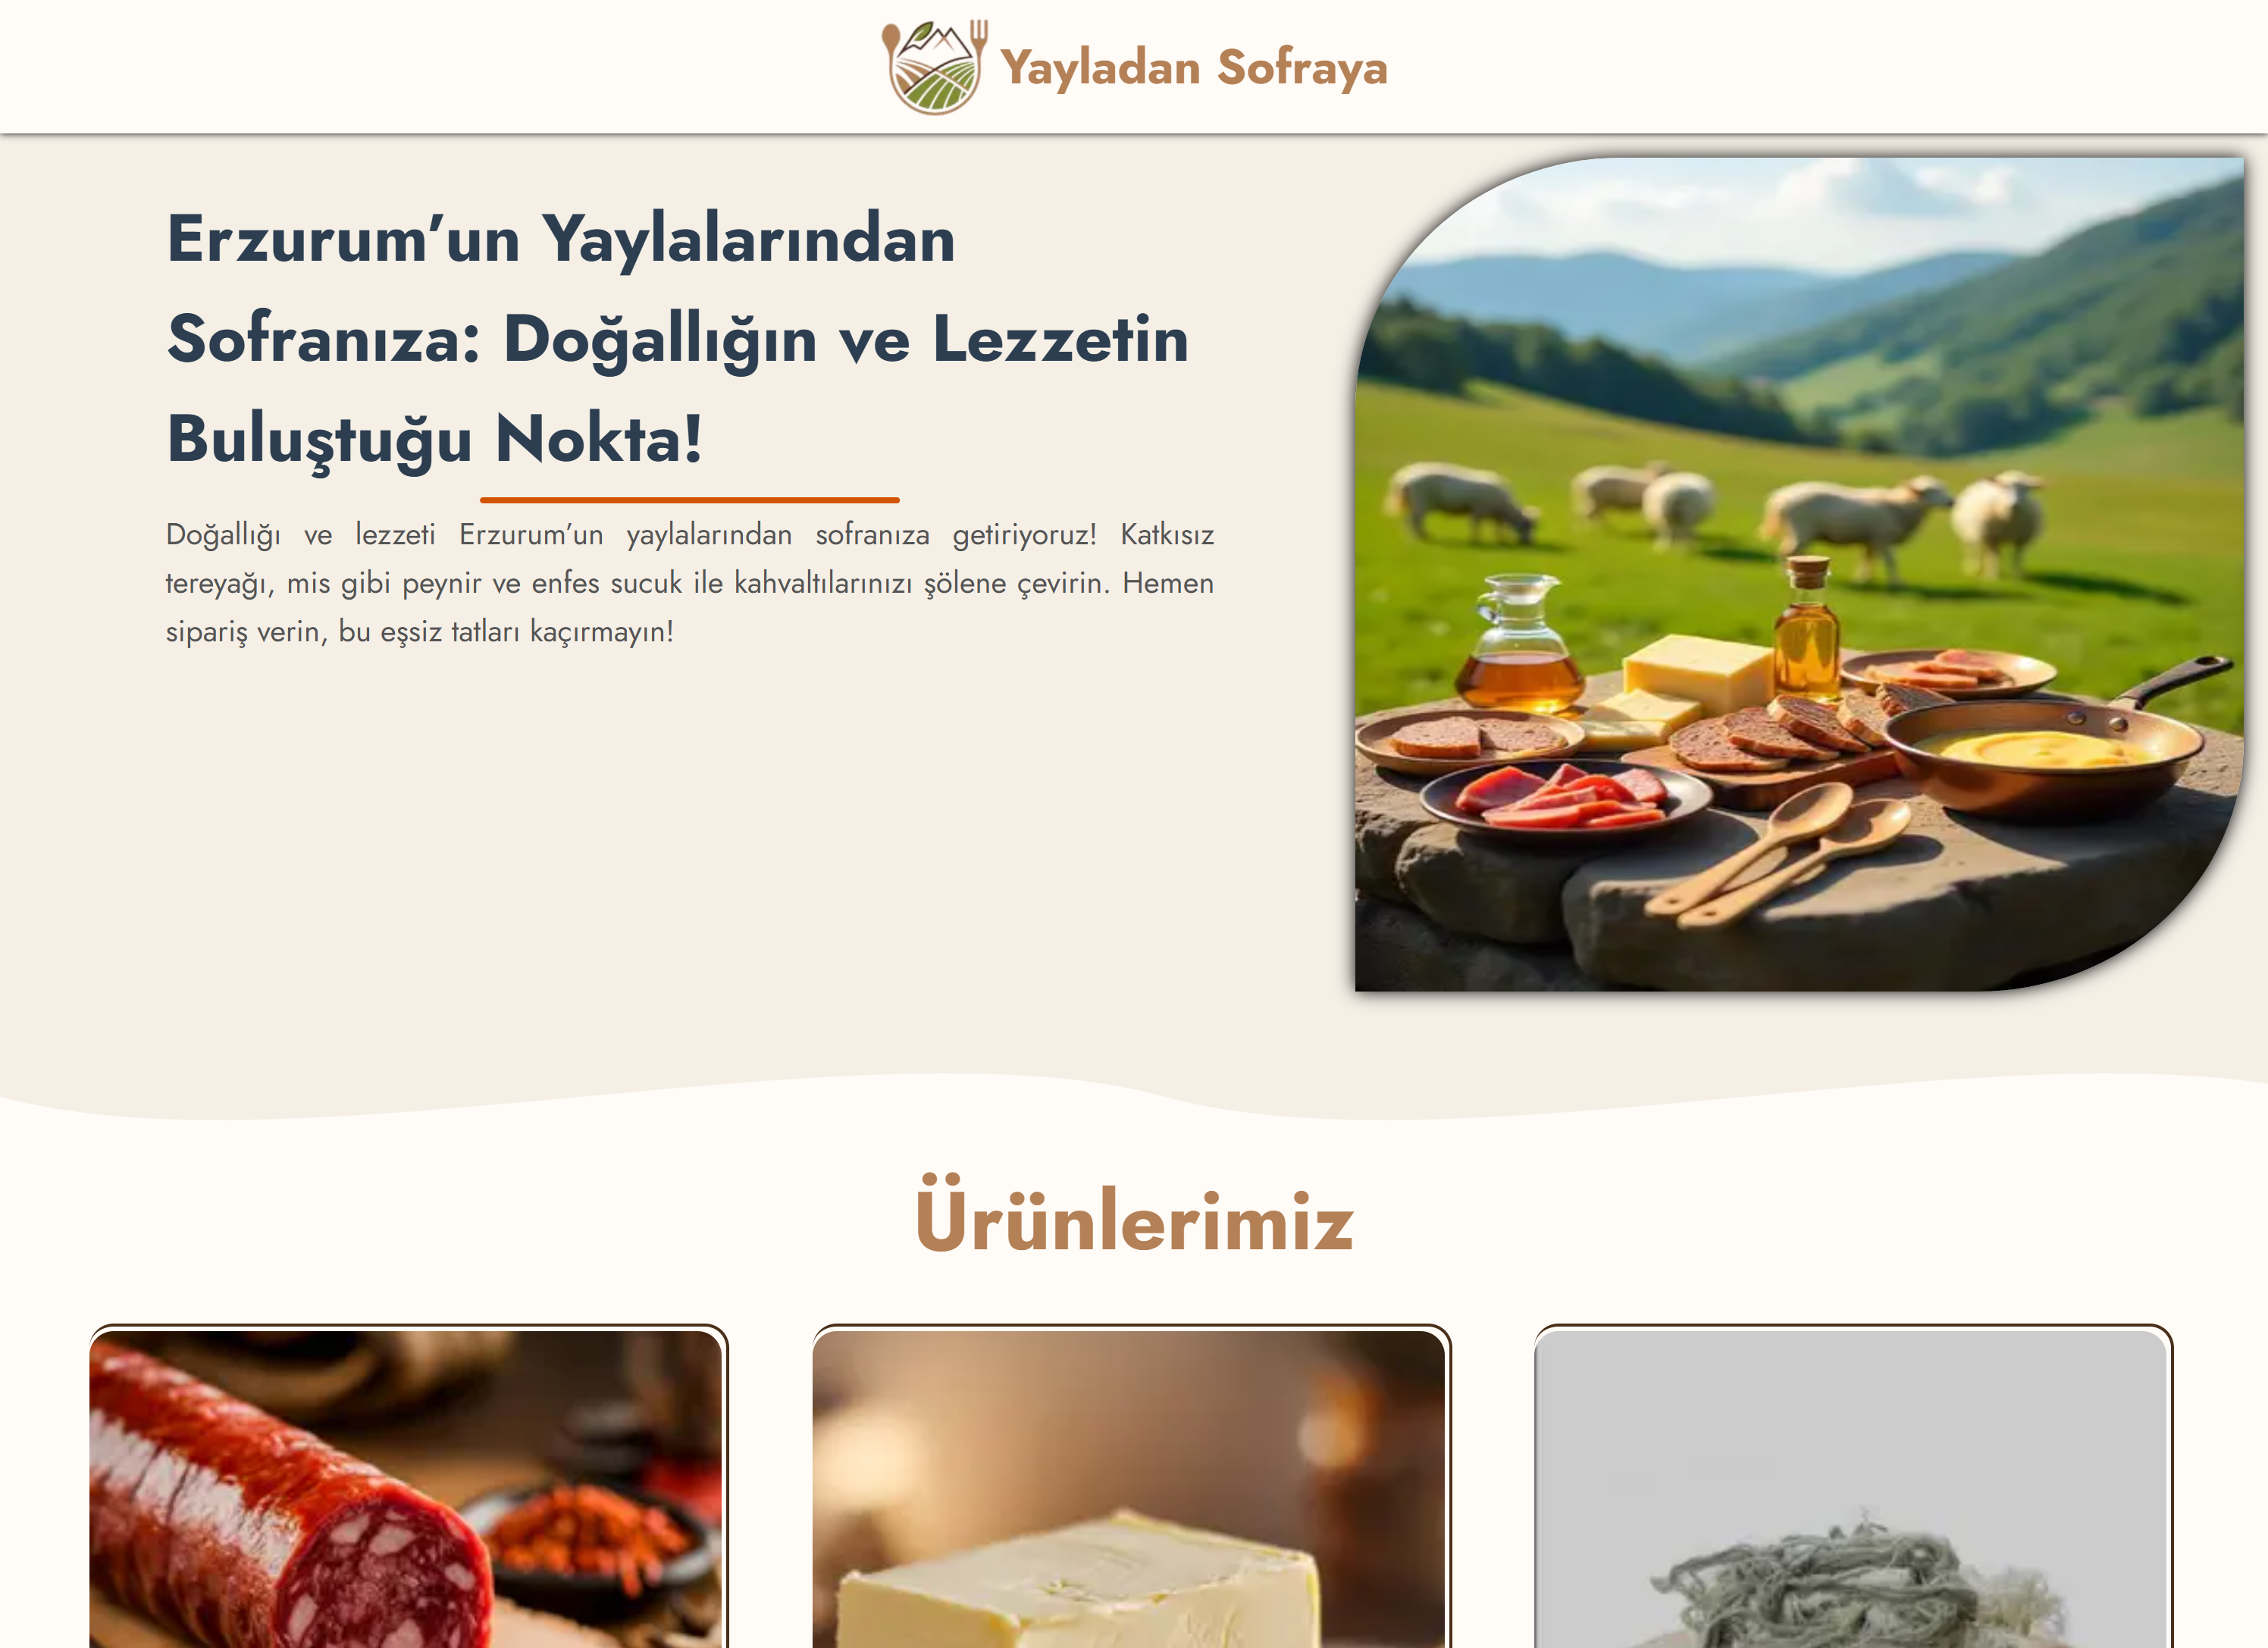 Yayladan Sofraya
Erzurum’un Yaylalarından
Sofranıza: Doğallığın ve Lezzetin
Buluştuğu Nokta!
Doğallığı ve lezzeti Erzurum’un yaylalarından sofranıza getiriyoruz! Katkısız
tereyağı, mis gibi peynir ve enfes sucuk ile kahvaltılarınızı şölene çevirin. Hemen
sipariş verin, bu eşsiz tatları kaçırmayın!
Ürünlerimiz